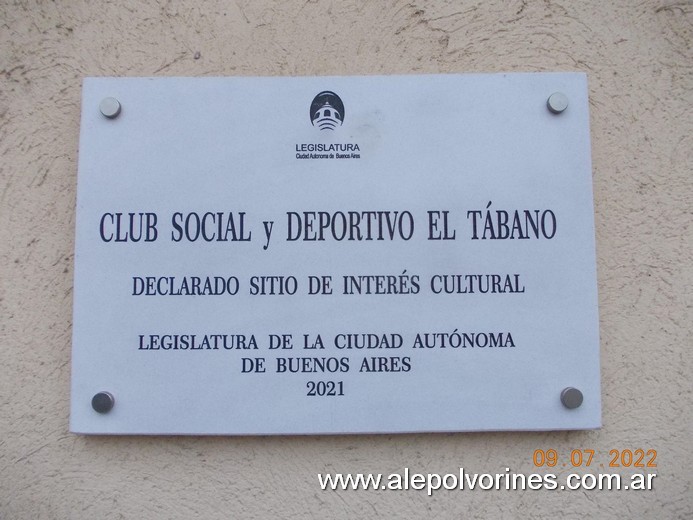 LEGISLATURA
Ciudad Autónoma de Buenos Aires
CLUB SOCIAL y DEPORTIVO EL TÁBANO
DECLARADO SITIO DE INTERÉS CULTURAL
LEGISLATURA DE LA CIUDAD AUTÓNOMA
DE BUENOS AIRES
2021
09.07.2022
www.alepolvorines.com.ar